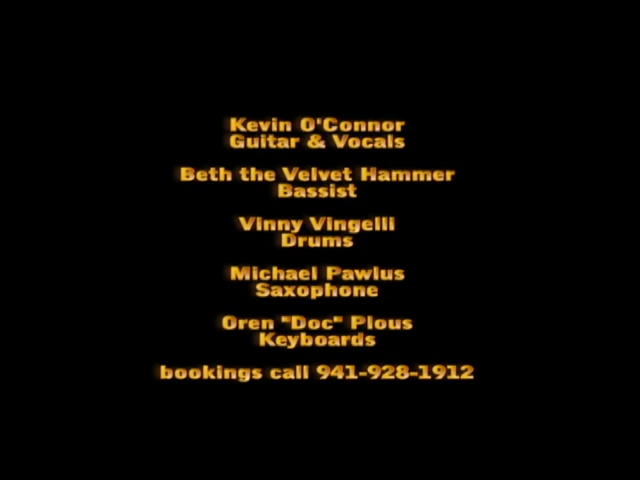 Kevin O'Connor
Guitar & Vocals
Beth the Velvet Hammer
Bassist
Vinny Vingelli
Drums
Michael Pawlus
Saxophone
Oren "Doc" Plous
Keyboards
bookings call 941-928-1912